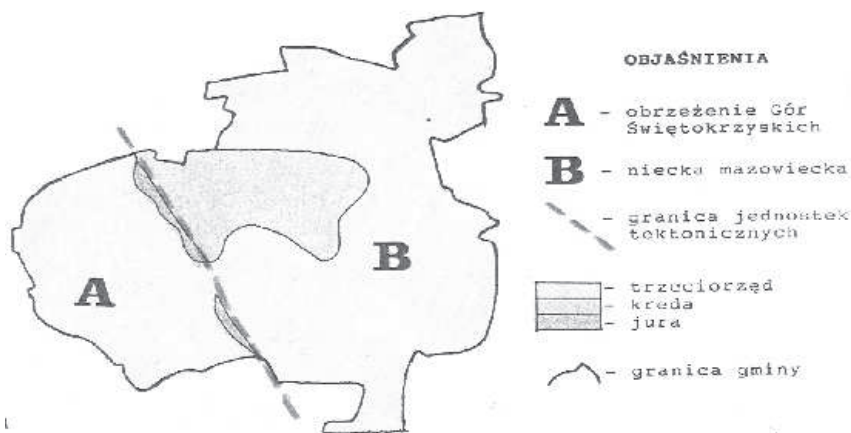 OBJAŚNIENIA
A - obrzeżenie Gór
Świętokrzyskich
B - niecka mazowiecka
- granica jednostek
tektonicznych
- trzeciorzęd
- kreda
- jura
- granica gminy
A
B